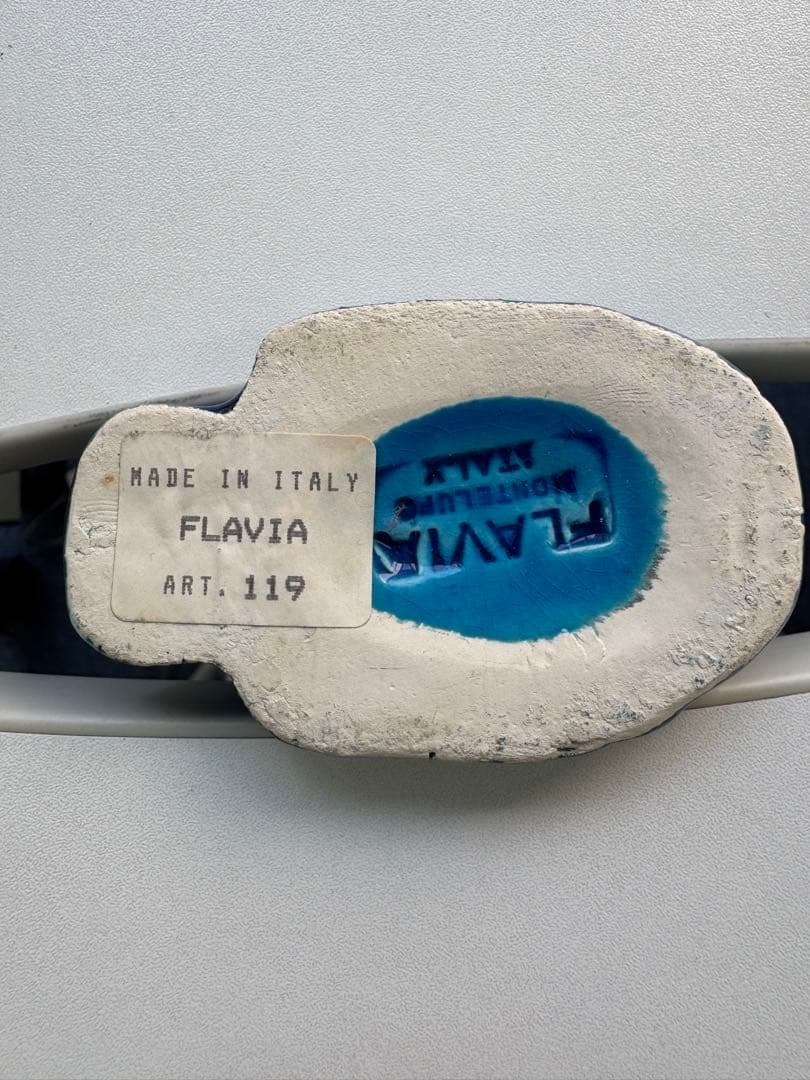 MADE IN ITALY
FLAVIA
ART. 119
FLAVIA
MONTELUPO
ITALY